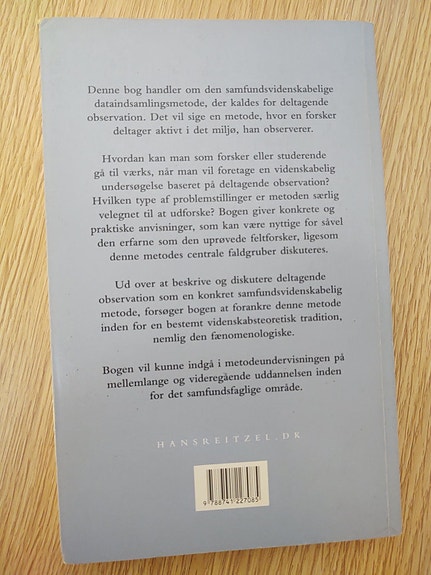 Denne bog handler om den samfundsvidenskabelige
dataindsamlingsmetode, der kaldes for deltagende
observation. Det vil sige en metode, hvor en forsker
deltager aktivt i det miljø, han observerer.
Hvordan kan man som forsker eller studerende
gå til værks, når man vil foretage en videnskabelig
undersøgelse baseret på deltagende observation?
Hvilken type af problemstillinger er metoden særlig
velegnet til at udforske? Bogen giver konkrete og
praktiske anvisninger, som kan være nyttige for såvel
den erfarne som den uprøvede feltforsker, ligesom
denne metodes centrale faldgruber diskuteres.
Ud over at beskrive og diskutere deltagende
observation som en konkret samfundsvidenskabelig
metode, forsøger bogen at forankre denne metode
inden for en bestemt videnskabsteoretisk tradition,
nemlig den fænomenologiske.
Bogen vil kunne indgå i metodeundervisningen på
mellemlange og videregående uddannelsen inden
for det samfundsfaglige område.
HANSREITZEL.DK
9 788741 227085